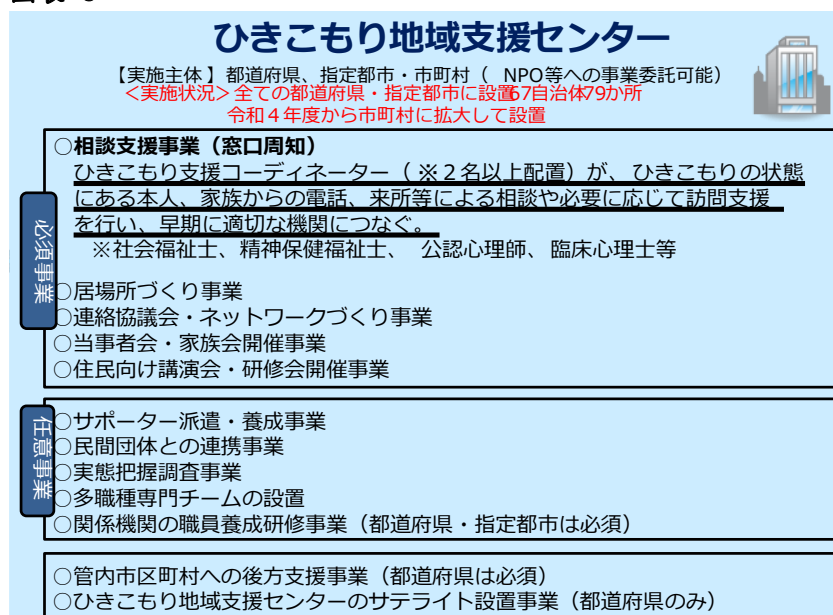 ひきこもり地域支援センター
【実施主体】都道府県、指定都市・市町村（ NPO等への事業委託可能）
＜実施状況＞全ての都道府県・指定都市に設置67自治体79か所
令和４年度から市町村に拡大して設置
○相談支援事業（窓口周知）
ひきこもり支援コーディネーター（ ※２名以上配置）が、ひきこもりの状態
にある本人、家族からの電話、来所等による相談や必要に応じて訪問支援
を行い、早期に適切な機関につなぐ。
※社会福祉士、精神保健福祉士、 公認心理師、臨床心理士等
必須事業
○居場所づくり事業
○連絡協議会・ネットワークづくり事業
○当事者会・家族会開催事業
○住民向け講演会・研修会開催事業
任意事業
○サポーター派遣・養成事業
○民間団体との連携事業
○実態把握調査事業
○多職種専門チームの設置
○関係機関の職員養成研修事業（都道府県・指定都市は必須）
○管内市区町村への後方支援事業（都道府県は必須）
○ひきこもり地域支援センターのサテライト設置事業（都道府県のみ）